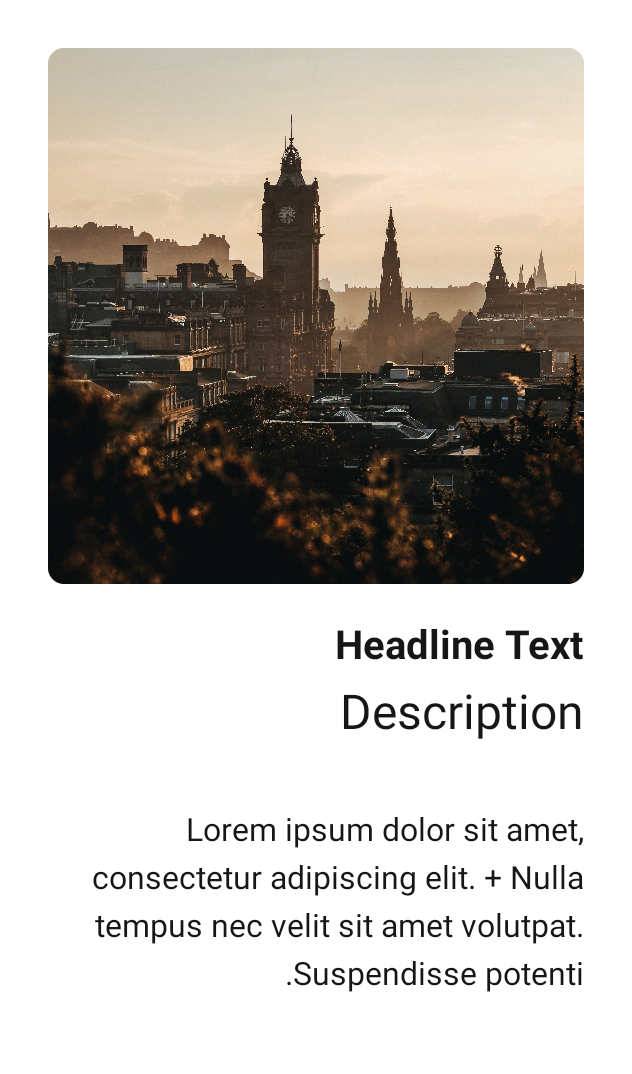 Headline Text
Description
Lorem ipsum dolor sit amet,
consectetur adipiscing elit. + Nulla
tempus nec velit sit amet volutpat.
.Suspendisse potenti